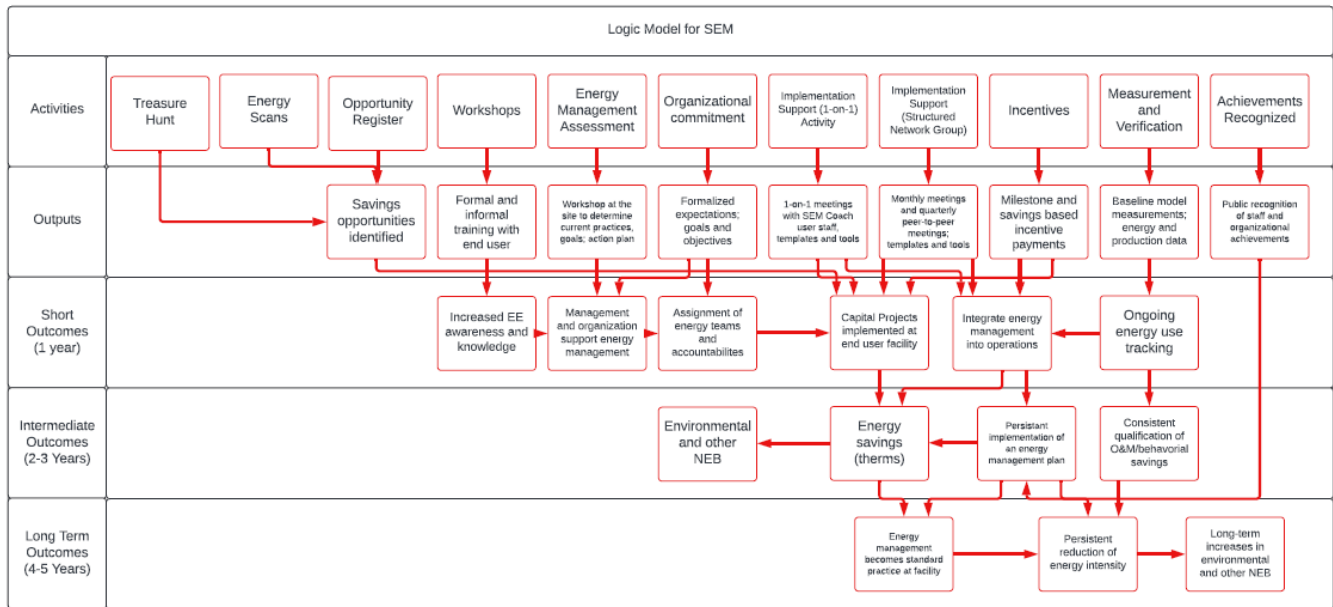 Logic Model for SEM
Activities
Treasure
Hunt
Energy
Scans
Opportunity
Register
Workshops
Energy
Management
Assessment
Organizational
commitment
Implementation
Support (1-on-1)
Activity
Implementation
Support
(Structured
Network Group)
Incentives
Measurement
and
Verification
Achievements
Recognized
Outputs
Savings
opportunities
identified
Formal and
informal
training with
end user
Workshop at the
site to determine
current practices,
goals; action plan
Formalized
expectations;
goals and
objectives
1-on-1 meetings
with SEM Coach
user staff,
templates and tools
Monthly meetings
and quarterly
peer-to-peer
meetings;
templates and tools
Milestone and
savings based
incentive
payments
Baseline model
measurements;
energy and
production data
Public recognition
of staff and
organizational
achievements
Short
Outcomes
(1 year)
Increased EE
awareness and
knowledge
Management
and organization
support energy
management
Assignment of
energy teams
and
accountabilites
Capital Projects
implemented at
end user facility
Integrate energy
management
into operations
Ongoing
energy use
tracking
Intermediate
Outcomes
(2-3 Years)
Environmental
and other
NEB
Energy
savings
(therms)
Persistant
implementation of
an energy
management plan
Consistent
qualification of
O&M/behavorial
savings
Long Term
Outcomes
(4-5 Years)
Energy
management
becomes standard
practice at facility
Persistent
reduction of
energy intensity
Long-term
increases in
environmental
and other NEB